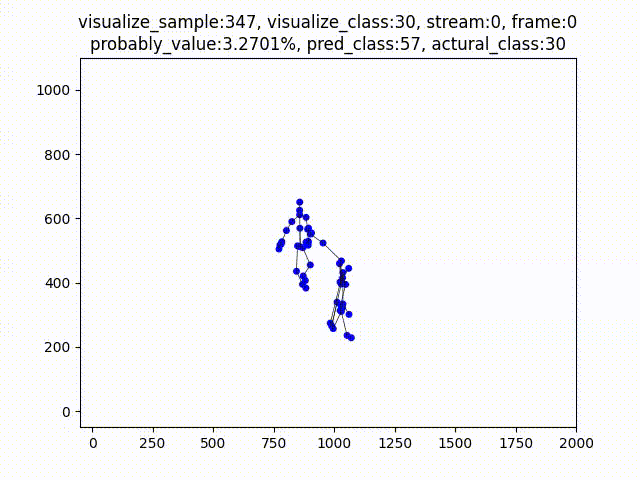 visualize_sample:347, visualize_class:30, stream:0, frame:0
probably_value:3.2701%, pred_class:57, actural_class:30
1000
800
600
400
200
0
0 250 500 750 1000 1250 1500 1750 2000